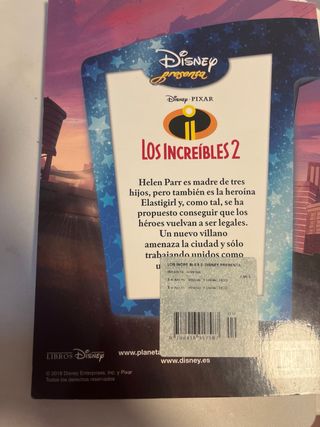 Disney
presenta
Disney · PIXAR
LOS INCREÍBLES 2
Helen Parr es madre de tres
hijos, pero también es la heroína
Elastigirl y, como tal, se ha
propuesto conseguir que los
héroes vuelvan a ser legales.
Un nuevo villano
amenaza la ciudad y sólo
trabajando unidos como
LIBROS Disney
www.planeta
www.disney.es
© 2018 Disney Enterprises, Inc. y Pixar
Todos los derechos reservados